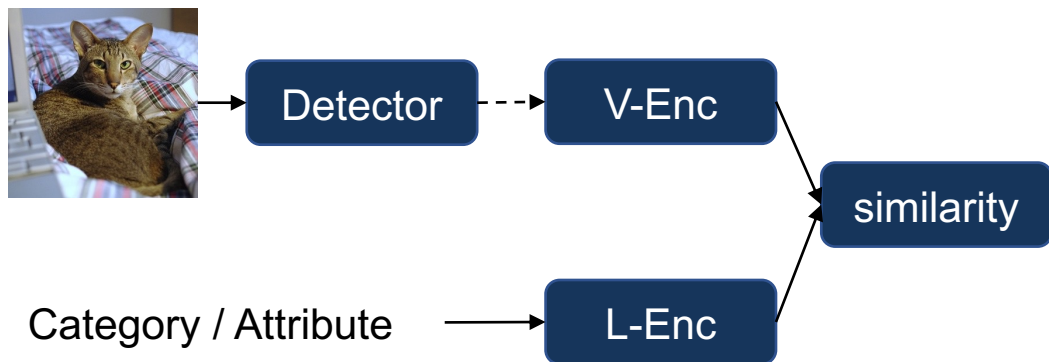 Detector
V-Enc
similarity
Category / Attribute
L-Enc